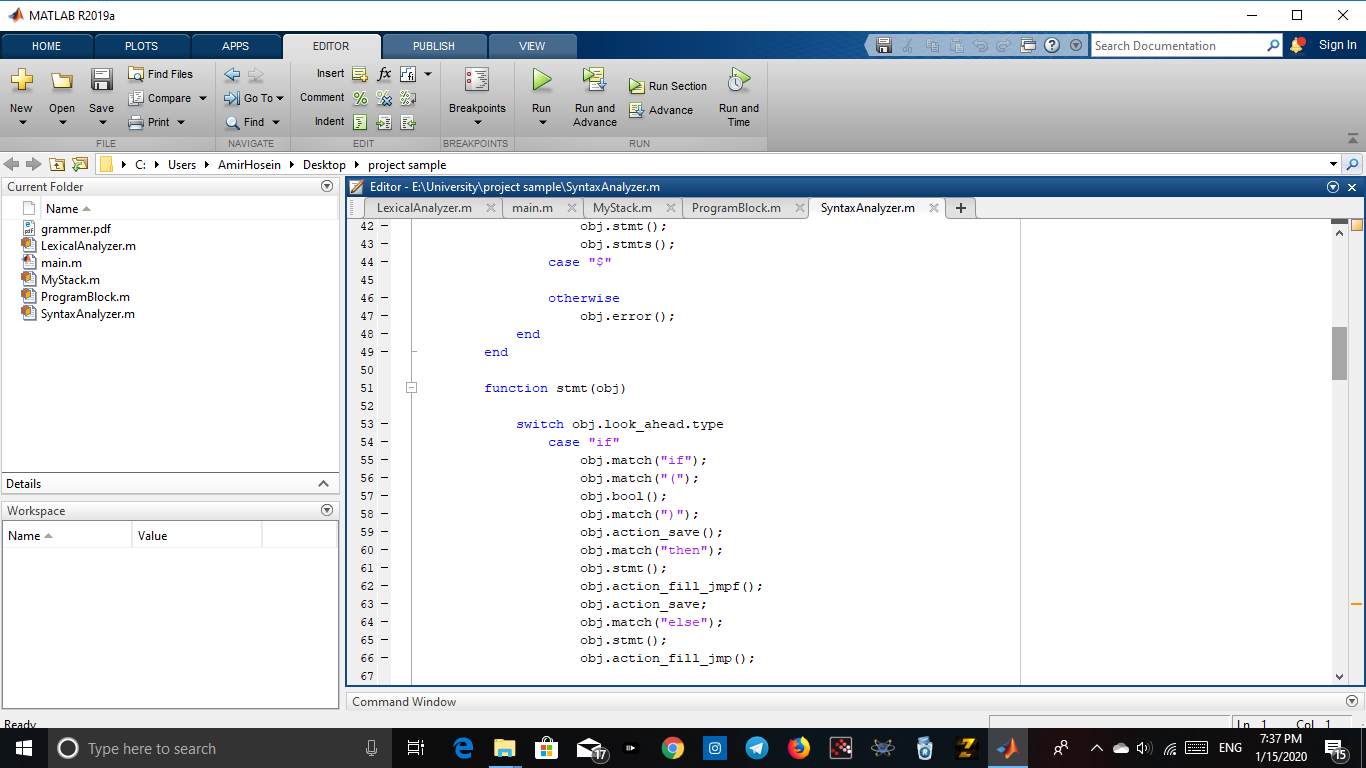 MATLAB R2019a
HOME PLOTS APPS EDITOR PUBLISH VIEW Search Documentation Sign In
New Open Save Find Files Compare Print Go To Find Insert Comment Indent fx Breakpoints Run Run and Advance Run Section Advance Run and Time
FILE NAVIGATE EDIT BREAKPOINTS RUN
C: Users AmirHosein Desktop project sample
Current Folder
Name
grammer.pdf
LexicalAnalyzer.m
main.m
MyStack.m
ProgramBlock.m
SyntaxAnalyzer.m
Details
Workspace
Name Value
Editor - E:\University\project sample\SyntaxAnalyzer.m
LexicalAnalyzer.m main.m MyStack.m ProgramBlock.m SyntaxAnalyzer.m
42 - obj.stmt();
43 - obj.stmts();
44 - case "$"
45
46 - otherwise
47 - obj.error();
48 - end
49 - end
50
51 function stmt(obj)
52
53 - switch obj.look_ahead.type
54 - case "if"
55 - obj.match("if");
56 - obj.match("(");
57 - obj.bool();
58 - obj.match(")");
59 - obj.action_save();
60 - obj.match("then");
61 - obj.stmt();
62 - obj.action_fill_jmpf();
63 - obj.action_save;
64 - obj.match("else");
65 - obj.stmt();
66 - obj.action_fill_jmp();
67
Command Window
Ready
Ln 1 Col 1
Type here to search
17
ENG
7:37 PM
1/15/2020
15